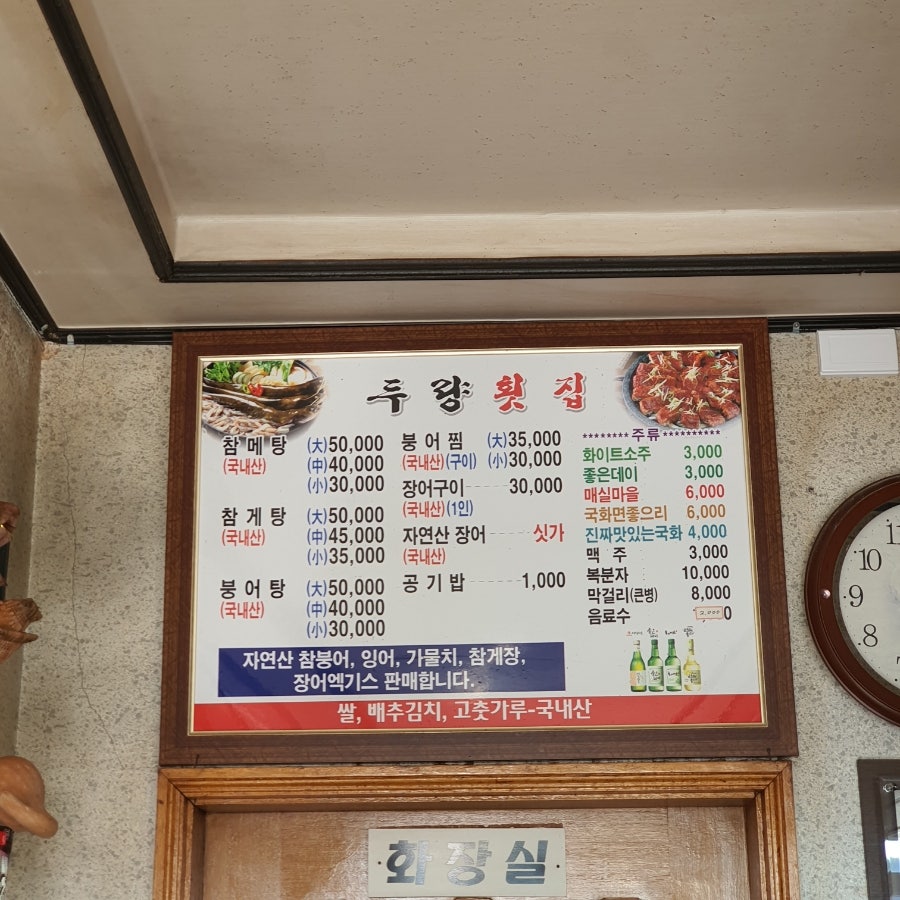 두량횟집
참메탕 (大)50,000
(국내산) (中)40,000
(小)30,000
참게탕 (大)50,000
(국내산) (中)45,000
(小)35,000
붕어탕 (大)50,000
(국내산) (中)40,000
(小)30,000
붕어찜 (大)35,000
(국내산)(구이) (小)30,000
장어구이 30,000
(국내산)(1인)
자연산 장어 싯가
(국내산)
공기밥 1,000
********주류**********
화이트소주 3,000
좋은데이 3,000
매실마을 6,000
국화면좋으리 6,000
진짜맛있는국화 4,000
맥주 3,000
복분자 10,000
막걸리(큰병) 8,000
음료수 2,000
자연산 참붕어, 잉어, 가물치, 참게장,
장어엑기스 판매합니다.
쌀, 배추김치, 고춧가루-국내산
화장실
11
10
9
8